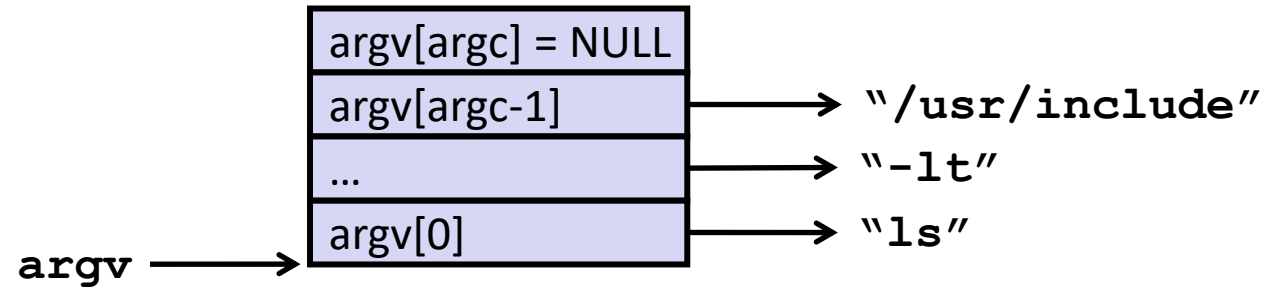 argv[argc] = NULL
argv[argc-1] “/usr/include”
… “-lt”
argv[0] “ls”
argv